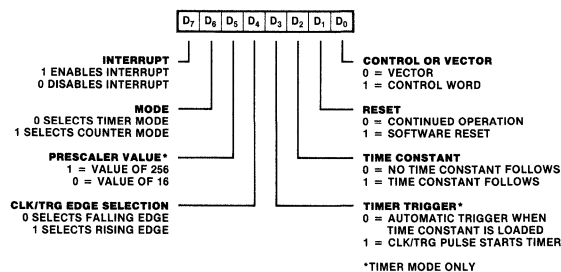 D7 D6 D5 D4 D3 D2 D1 D0
INTERRUPT
1 ENABLES INTERRUPT
0 DISABLES INTERRUPT
MODE
0 SELECTS TIMER MODE
1 SELECTS COUNTER MODE
PRESCALER VALUE*
1 = VALUE OF 256
0 = VALUE OF 16
CLK/TRG EDGE SELECTION
0 SELECTS FALLING EDGE
1 SELECTS RISING EDGE
CONTROL OR VECTOR
0 = VECTOR
1 = CONTROL WORD
RESET
0 = CONTINUED OPERATION
1 = SOFTWARE RESET
TIME CONSTANT
0 = NO TIME CONSTANT FOLLOWS
1 = TIME CONSTANT FOLLOWS
TIMER TRIGGER*
0 = AUTOMATIC TRIGGER WHEN
TIME CONSTANT IS LOADED
1 = CLK/TRG PULSE STARTS TIMER
*TIMER MODE ONLY